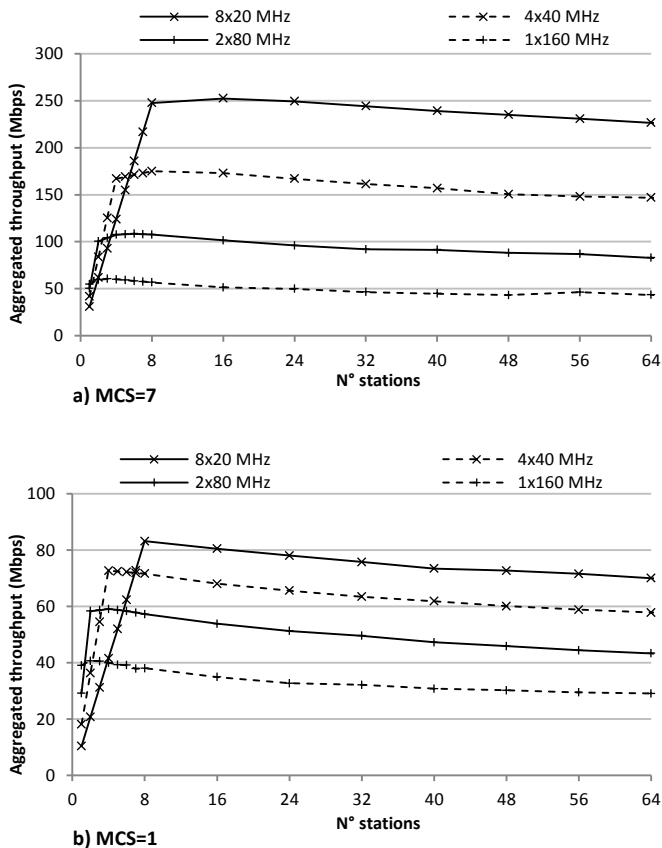 8x20 MHz 4x40 MHz
2x80 MHz 1x160 MHz
300
250
200
150
100
50
0
Aggregated throughput (Mbps)
0 8 16 24 32 40 48 56 64
N° stations
a) MCS=7
8x20 MHz 4x40 MHz
2x80 MHz 1x160 MHz
100
80
60
40
20
0
Aggregated throughput (Mbps)
0 8 16 24 32 40 48 56 64
N° stations
b) MCS=1